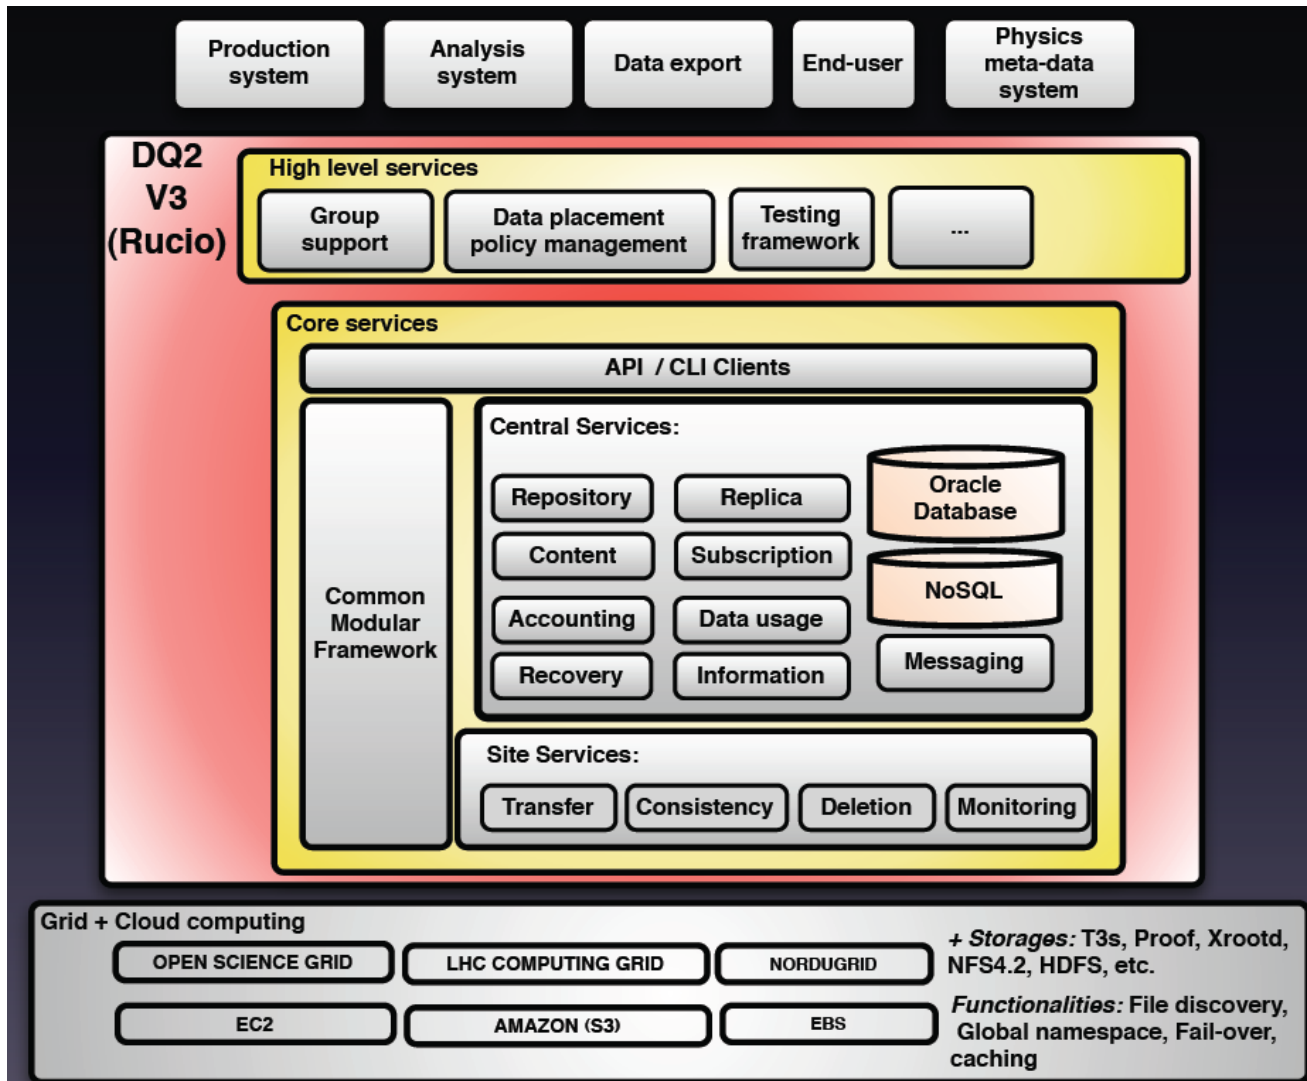 Production
system
Analysis
system
Data export
End-user
Physics
meta-data
system
DQ2
V3
(Rucio)
High level services
Group
support
Data placement
policy management
Testing
framework
...
Core services
API / CLI Clients
Common
Modular
Framework
Central Services:
Repository
Replica
Oracle
Database
Content
Subscription
NoSQL
Accounting
Data usage
Messaging
Recovery
Information
Site Services:
Transfer
Consistency
Deletion
Monitoring
Grid + Cloud computing
OPEN SCIENCE GRID
LHC COMPUTING GRID
NORDUGRID
EC2
AMAZON (S3)
EBS
+ Storages: T3s, Proof, Xrootd,
NFS4.2, HDFS, etc.
Functionalities: File discovery,
Global namespace, Fail-over,
caching